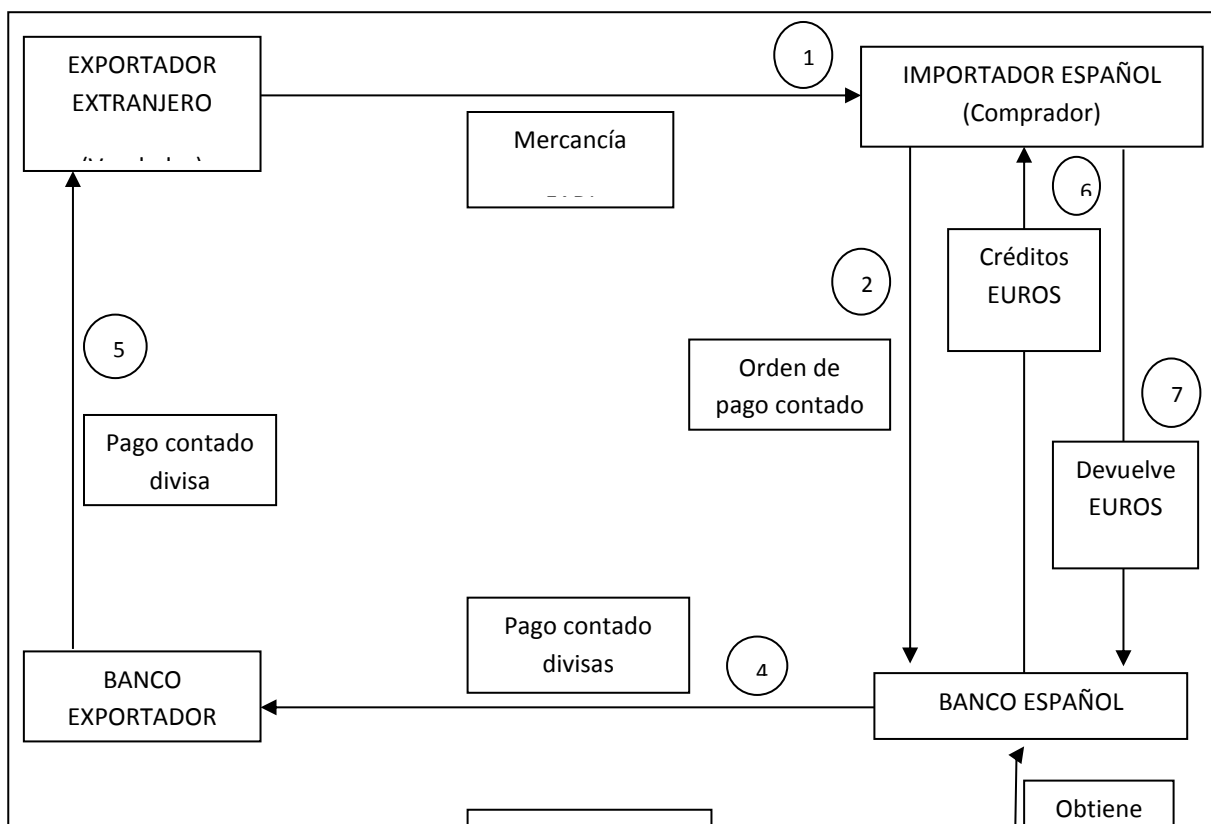 EXPORTADOR
EXTRANJERO
1
IMPORTADOR ESPAÑOL
(Comprador)
Mercancía
6
Créditos
EUROS
2
5
Orden de
pago contado
7
Pago contado
divisa
Devuelve
EUROS
Pago contado
divisas
4
BANCO
EXPORTADOR
BANCO ESPAÑOL
Obtiene